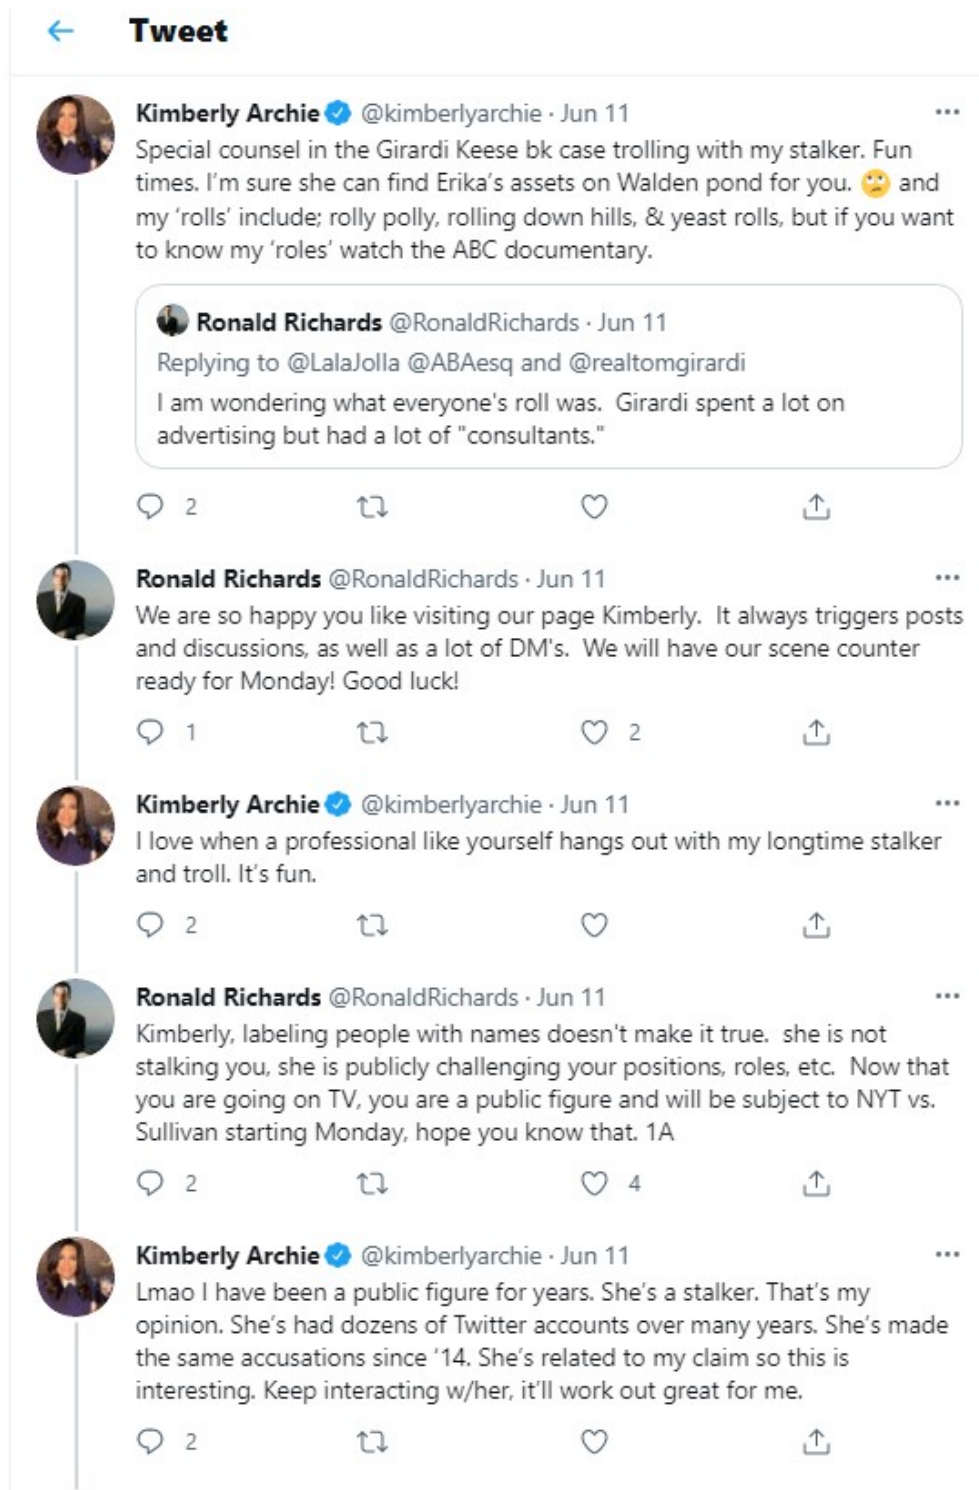 Tweet
Kimberly Archie @kimberlyarchie · Jun 11
Special counsel in the Girardi Keese bk case trolling with my stalker. Fun
times. I’m sure she can find Erika’s assets on Walden pond for you. 🙄 and
my ‘rolls’ include; rolly polly, rolling down hills, & yeast rolls, but if you want
to know my ‘roles’ watch the ABC documentary.
Ronald Richards @RonaldRichards · Jun 11
Replying to @LalaJolla @ABAesq and @realtomgirardi
I am wondering what everyone's roll was.  Girardi spent a lot on
advertising but had a lot of "consultants."
2
Ronald Richards @RonaldRichards · Jun 11
We are so happy you like visiting our page Kimberly.  It always triggers posts
and discussions, as well as a lot of DM's.  We will have our scene counter
ready for Monday! Good luck!
1 2
Kimberly Archie @kimberlyarchie · Jun 11
I love when a professional like yourself hangs out with my longtime stalker
and troll. It’s fun.
2
Ronald Richards @RonaldRichards · Jun 11
Kimberly, labeling people with names doesn't make it true.  she is not
stalking you, she is publicly challenging your positions, roles, etc.  Now that
you are going on TV, you are a public figure and will be subject to NYT vs.
Sullivan starting Monday, hope you know that. 1A
2 4
Kimberly Archie @kimberlyarchie · Jun 11
Lmao I have been a public figure for years. She’s a stalker. That’s my
opinion. She’s had dozens of Twitter accounts over many years. She’s made
the same accusations since ‘14. She’s related to my claim so this is
interesting. Keep interacting w/her, it’ll work out great for me.
2